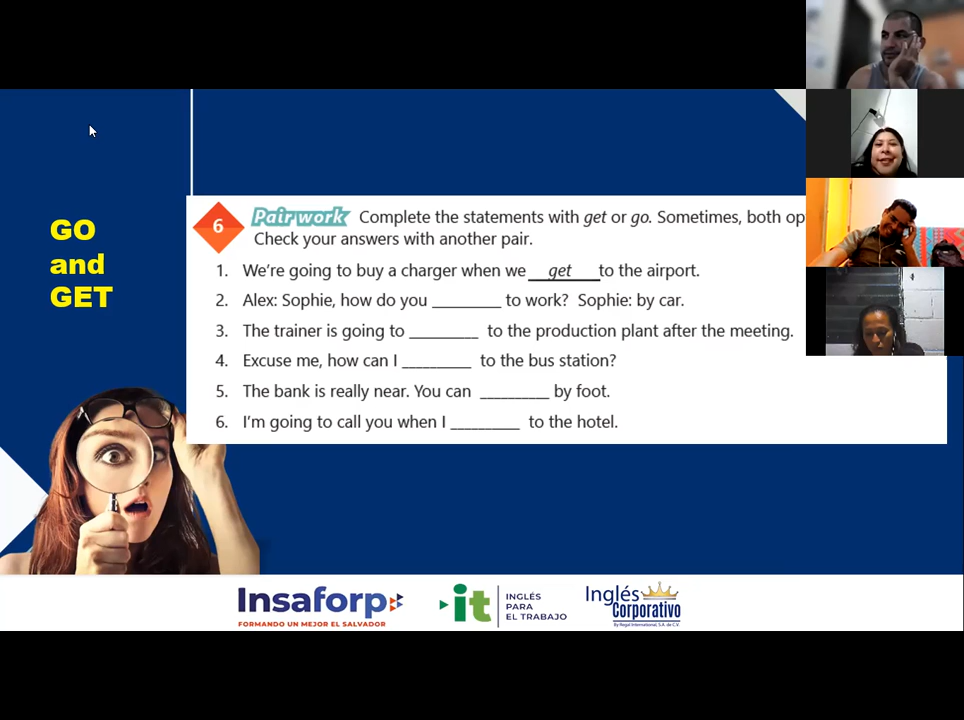 GO
and
GET
6
Pair work Complete the statements with get or go. Sometimes, both
Check your answers with another pair.
1. We're going to buy a charger when we get to the airport.
2. Alex: Sophie, how do you ________ to work? Sophie: by car.
3. The trainer is going to ________ to the production plant after the meeting.
4. Excuse me, how can I ________ to the bus station?
5. The bank is really near. You can ________ by foot.
6. I'm going to call you when I ________ to the hotel.
Insaforp
FORMANDO UN MEJOR EL SALVADOR
it
INGLÉS
PARA
EL TRABAJO
Inglés
Corporativo
By Regal International, S.A. de C.V.